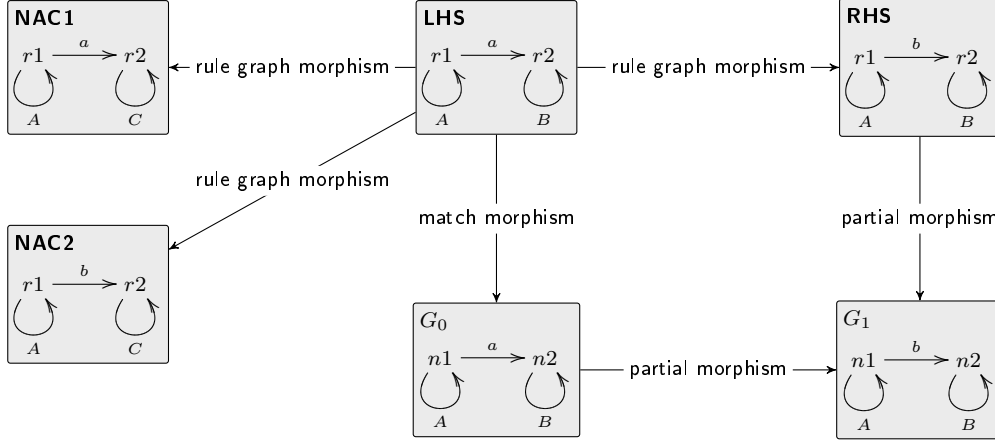 NAC1
a
r1 r2
A C
rule graph morphism
LHS
a
r1 r2
A B
rule graph morphism
RHS
b
r1 r2
A B
rule graph morphism
match morphism
partial morphism
NAC2
b
r1 r2
A C
G0
a
n1 n2
A B
partial morphism
G1
b
n1 n2
A B